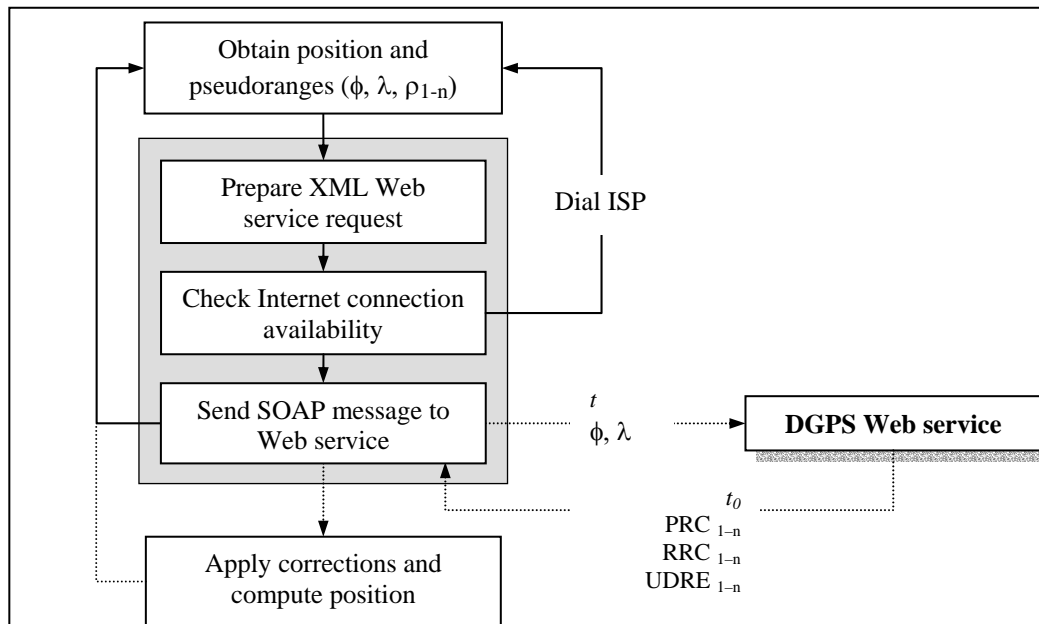 Obtain position and
pseudoranges (ϕ, λ, ρ1-n)
Prepare XML Web
service request
Dial ISP
Check Internet connection
availability
Send SOAP message to
Web service
t
ϕ, λ
DGPS Web service
t0
PRC 1–n
RRC 1–n
UDRE 1–n
Apply corrections and
compute position